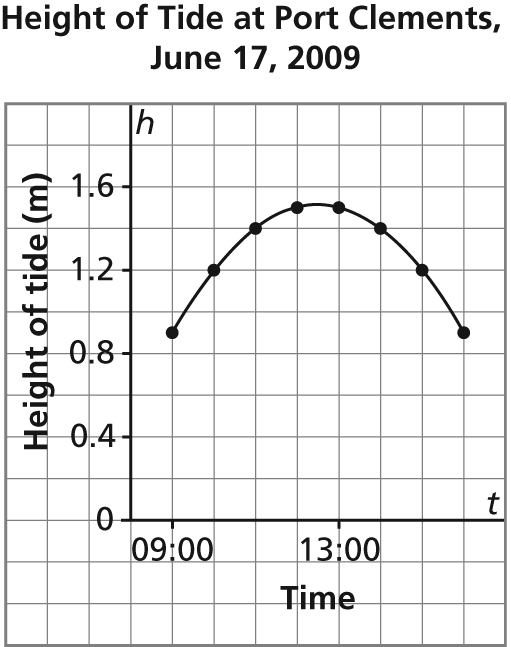 Height of Tide at Port Clements,
June 17, 2009
h
Height of tide (m)
1.6
1.2
0.8
0.4
0
t
09:00 13:00
Time